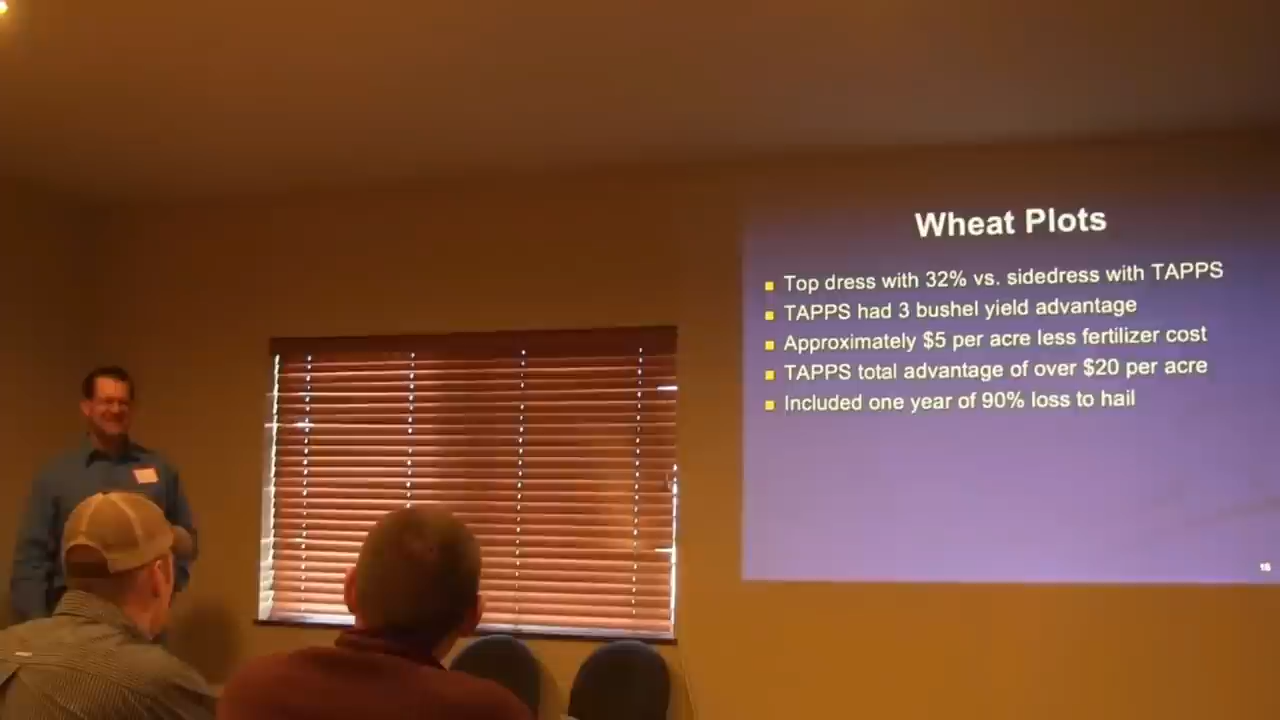 Wheat Plots
Top dress with 32% vs. sidedress with TAPPS
TAPPS had 3 bushel yield advantage
Approximately $5 per acre less fertilizer cost
TAPPS total advantage of over $20 per acre
Included one year of 90% loss to hail